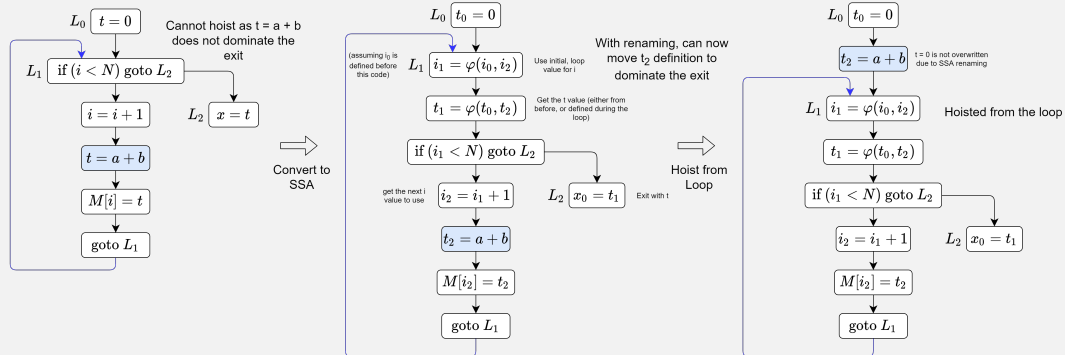 L₀ t = 0
Cannot hoist as t = a + b
does not dominate the
exit
L₁ if (i < N) goto L₂
i = i + 1
L₂ x = t
t = a + b
M[i] = t
goto L₁
Convert to
SSA
L₀ t₀ = 0
(assuming i₀ is
defined before
this code)
L₁ i₁ = φ(i₀, i₂)
Use initial, loop
value for i
With renaming, can now
move t₂ definition to
dominate the exit
t₁ = φ(t₀, t₂)
Get the t value (either from
before, or defined during the
loop)
if (i₁ < N) goto L₂
get the next i
value to use
i₂ = i₁ + 1
L₂ x₀ = t₁
Exit with t
t₂ = a + b
M[i₂] = t₂
goto L₁
Hoist from
Loop
L₀ t₀ = 0
t₂ = a + b
t = 0 is not overwritten
due to SSA renaming
L₁ i₁ = φ(i₀, i₂)
Hoisted from the loop
t₁ = φ(t₀, t₂)
if (i₁ < N) goto L₂
i₂ = i₁ + 1
L₂ x₀ = t₁
M[i₂] = t₂
goto L₁